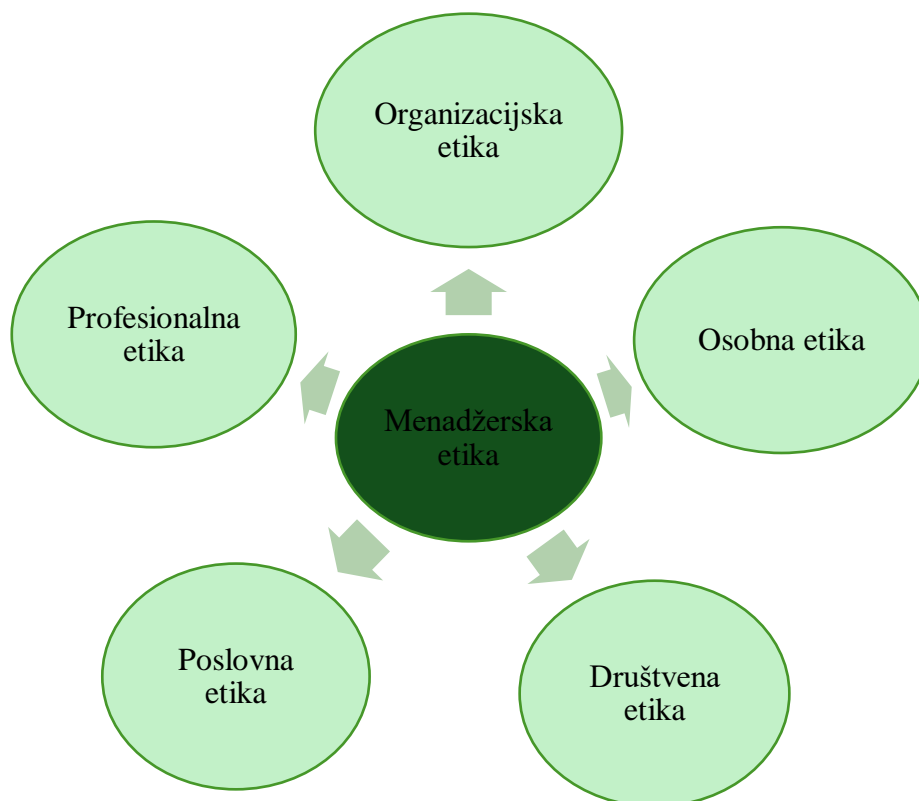 Organizacijska
etika
Profesionalna
etika
Osobna etika
Menadžerska
etika
Poslovna
etika
Društvena
etika